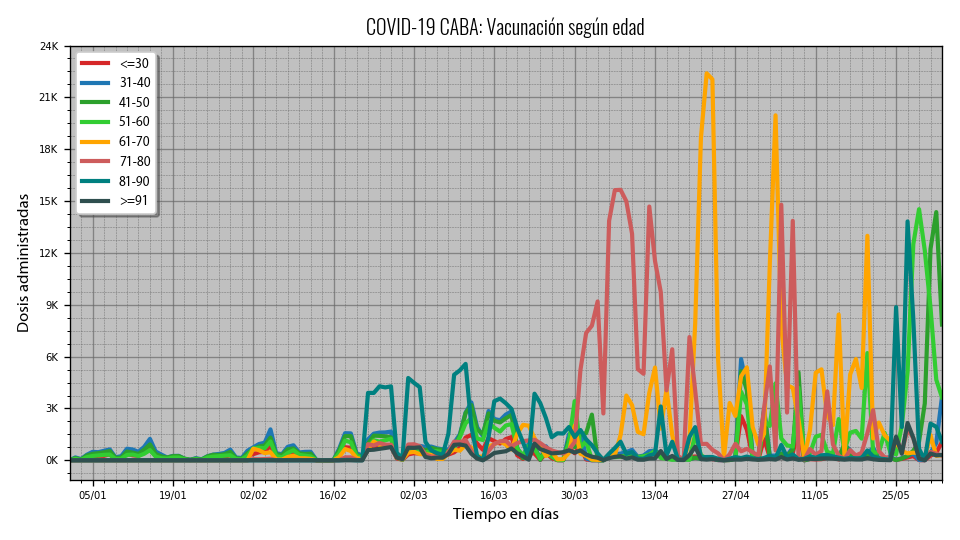 COVID-19 CABA: Vacunación según edad
24K
21K
18K
15K
12K
9K
6K
3K
0K
Dosis administradas
<=30
31-40
41-50
51-60
61-70
71-80
81-90
>=91
05/01 19/01 02/02 16/02 02/03 16/03 30/03 13/04 27/04 11/05 25/05
Tiempo en días